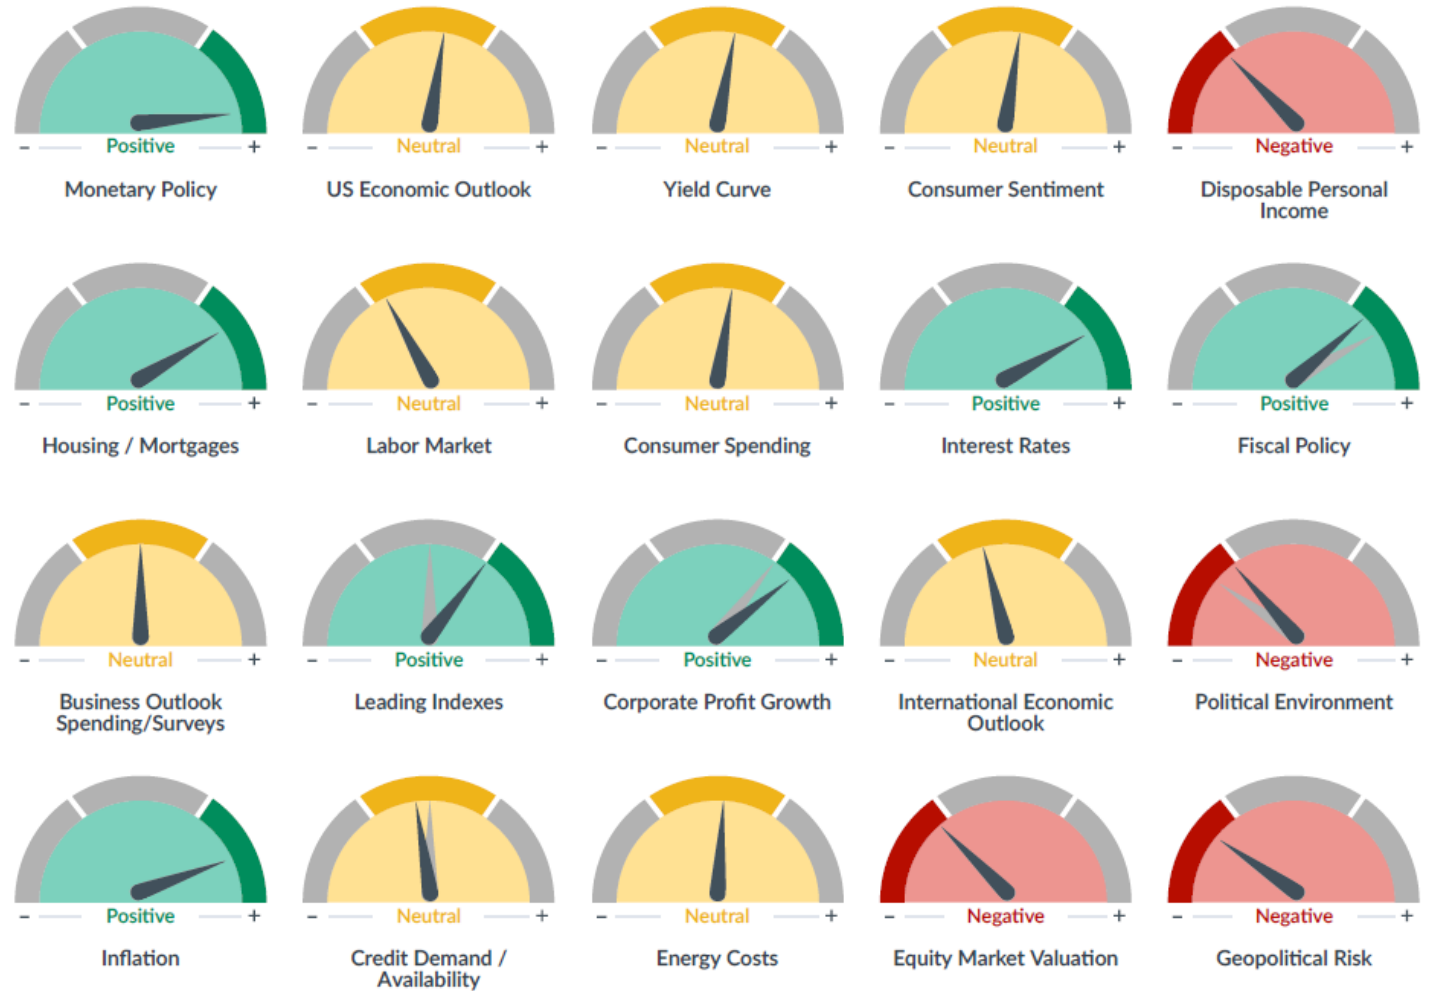 - Positive +
Monetary Policy
- Neutral +
US Economic Outlook
- Neutral +
Yield Curve
- Neutral +
Consumer Sentiment
- Negative +
Disposable Personal
Income
- Positive +
Housing / Mortgages
- Neutral +
Labor Market
- Neutral +
Consumer Spending
- Positive +
Interest Rates
- Positive +
Fiscal Policy
- Neutral +
Business Outlook
Spending/Surveys
- Positive +
Leading Indexes
- Positive +
Corporate Profit Growth
- Neutral +
International Economic
Outlook
- Negative +
Political Environment
- Positive +
Inflation
- Neutral +
Credit Demand /
Availability
- Neutral +
Energy Costs
- Negative +
Equity Market Valuation
- Negative +
Geopolitical Risk